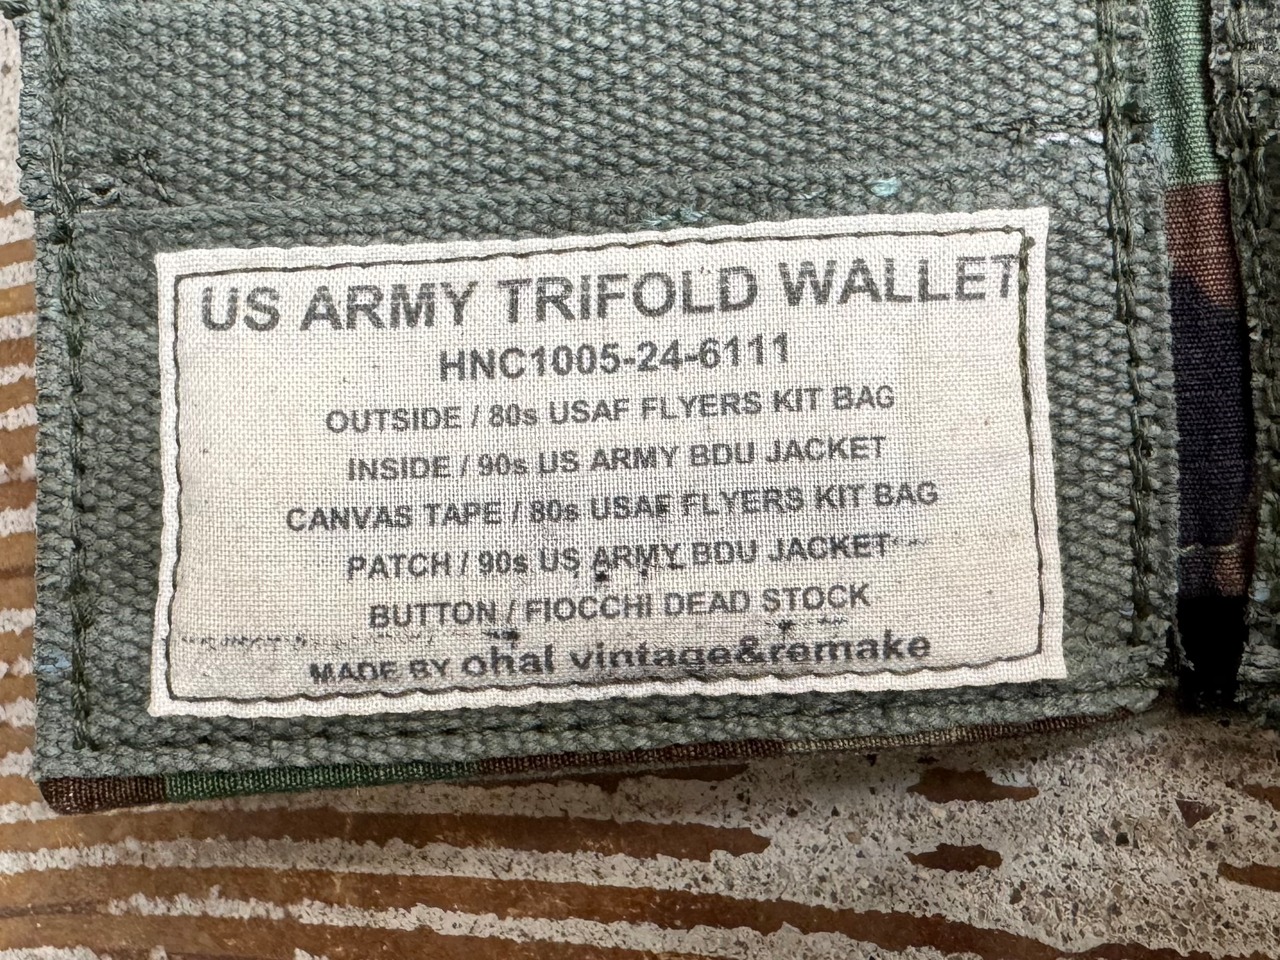 US ARMY TRIFOLD WALLET
HNC1005-24-6111
OUTSIDE / 80s USAF FLYERS KIT BAG
INSIDE / 90s US ARMY BDU JACKET
CANVAS TAPE / 80s USAF FLYERS KIT BAG
PATCH / 90s US ARMY BDU JACKET
BUTTON / FIOCCHI DEAD STOCK
MADE BY ohal vintage&remake